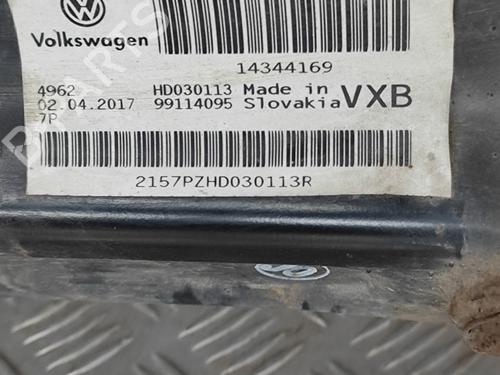 Volkswagen
14344169
4962 HD030113 Made in
02.04.2017 99114095 Slovakia VXB
7P
2157PZHD030113R